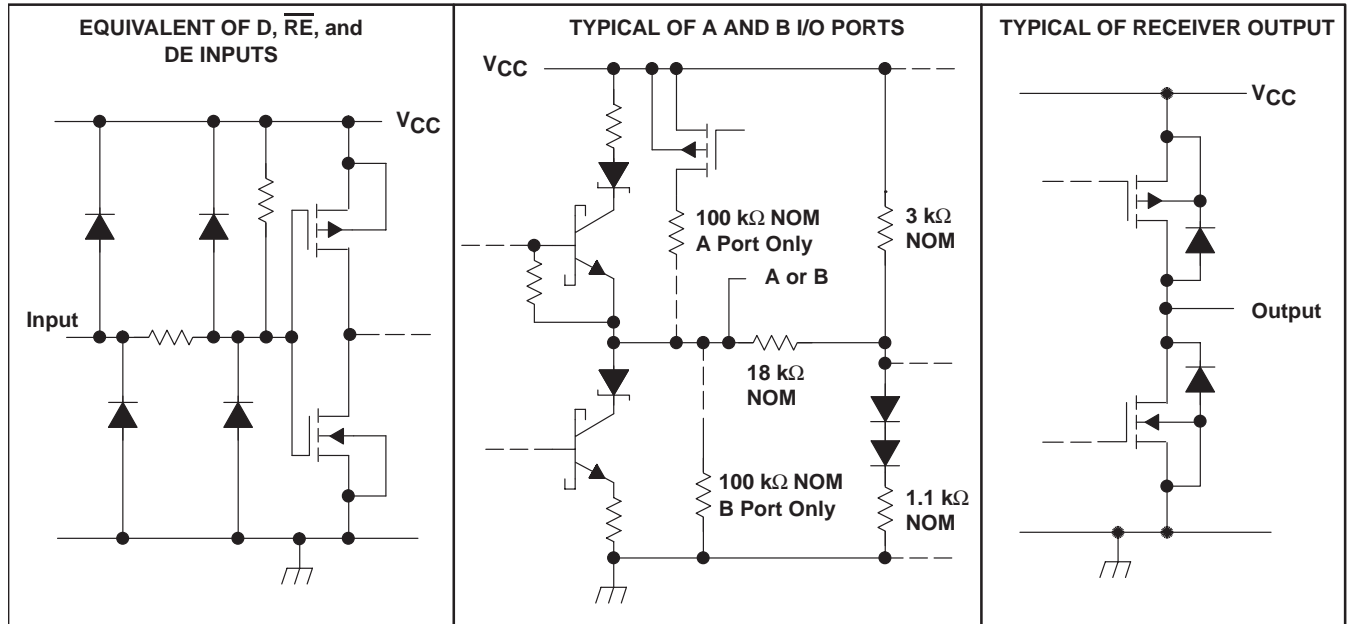 EQUIVALENT OF D, R̅E̅, and
DE INPUTS
VCC
Input
TYPICAL OF A AND B I/O PORTS
VCC
100 kΩ NOM
A Port Only
3 kΩ
NOM
A or B
18 kΩ
NOM
100 kΩ NOM
B Port Only
1.1 kΩ
NOM
TYPICAL OF RECEIVER OUTPUT
VCC
Output